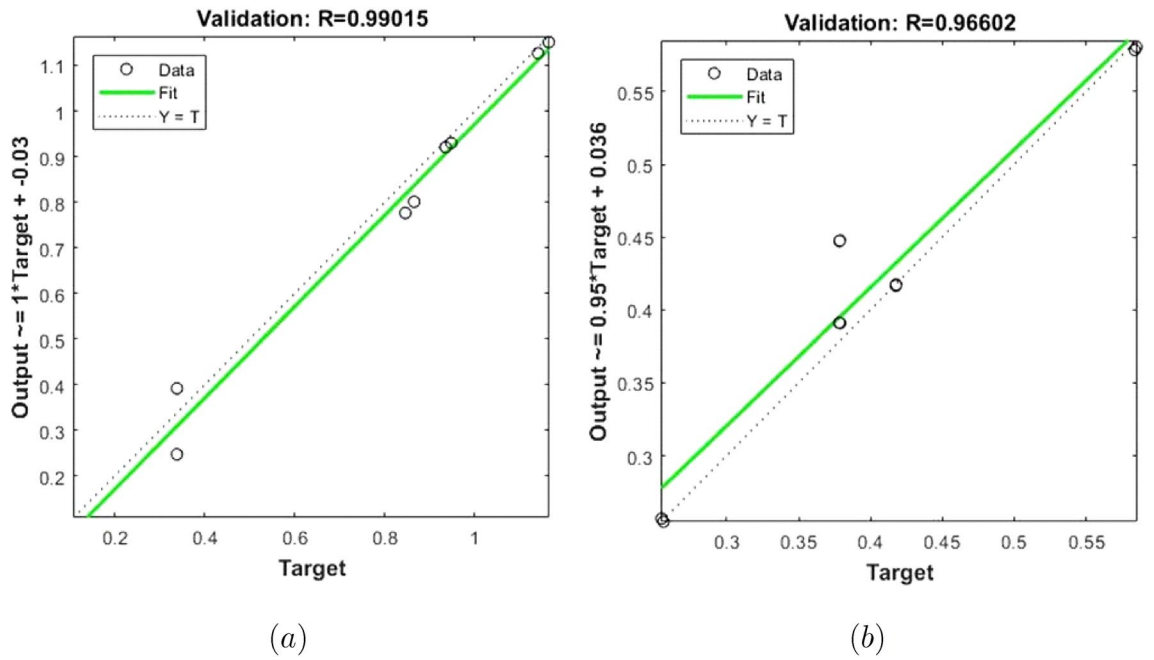 Validation: R=0.99015
Data
Fit
Y = T
Output ~= 1*Target + -0.03
1.1
1
0.9
0.8
0.7
0.6
0.5
0.4
0.3
0.2
0.2 0.4 0.6 0.8 1
Target
(a)
Validation: R=0.96602
Data
Fit
Y = T
Output ~= 0.95*Target + 0.036
0.55
0.5
0.45
0.4
0.35
0.3
0.3 0.35 0.4 0.45 0.5 0.55
Target
(b)